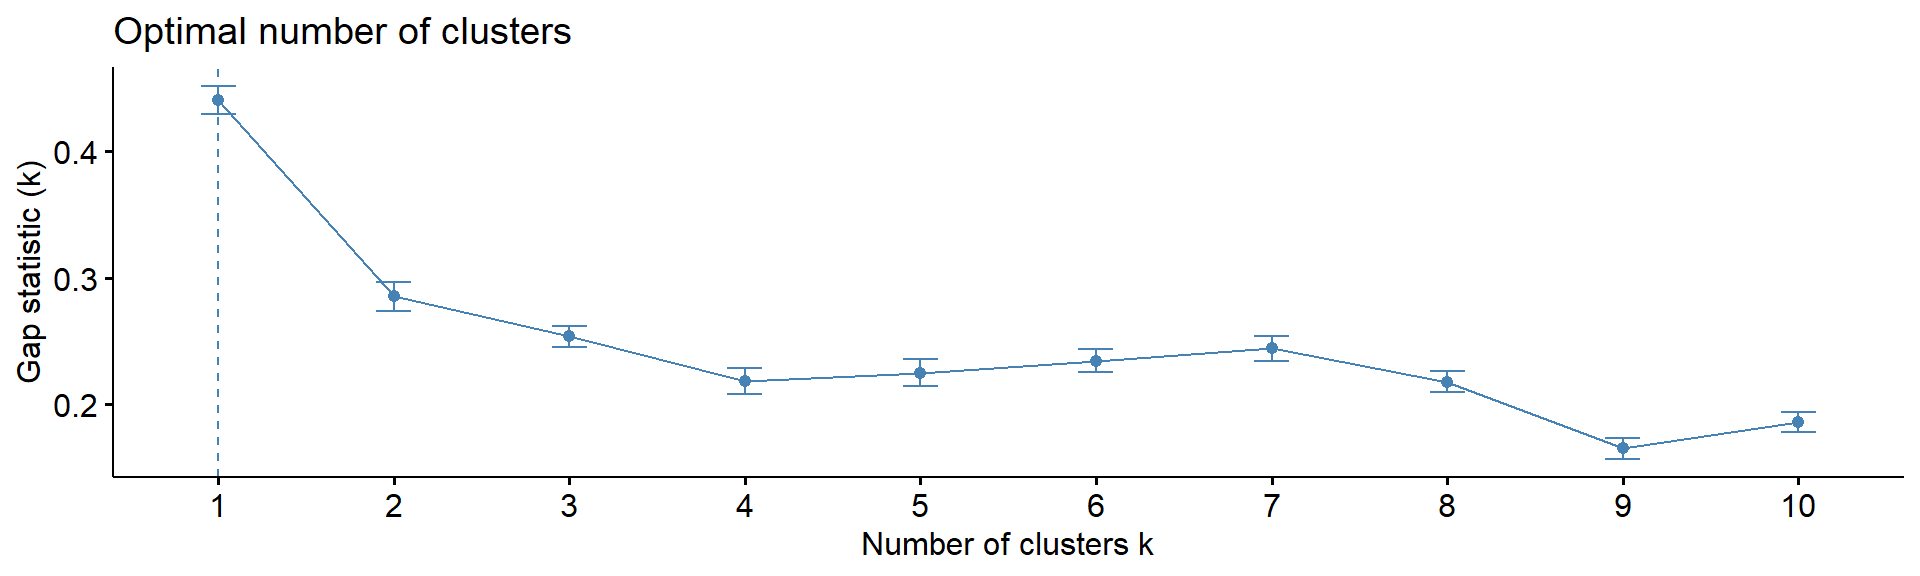 Optimal number of clusters
Gap statistic (k)
0.4
0.3
0.2
1 2 3 4 5 6 7 8 9 10
Number of clusters k